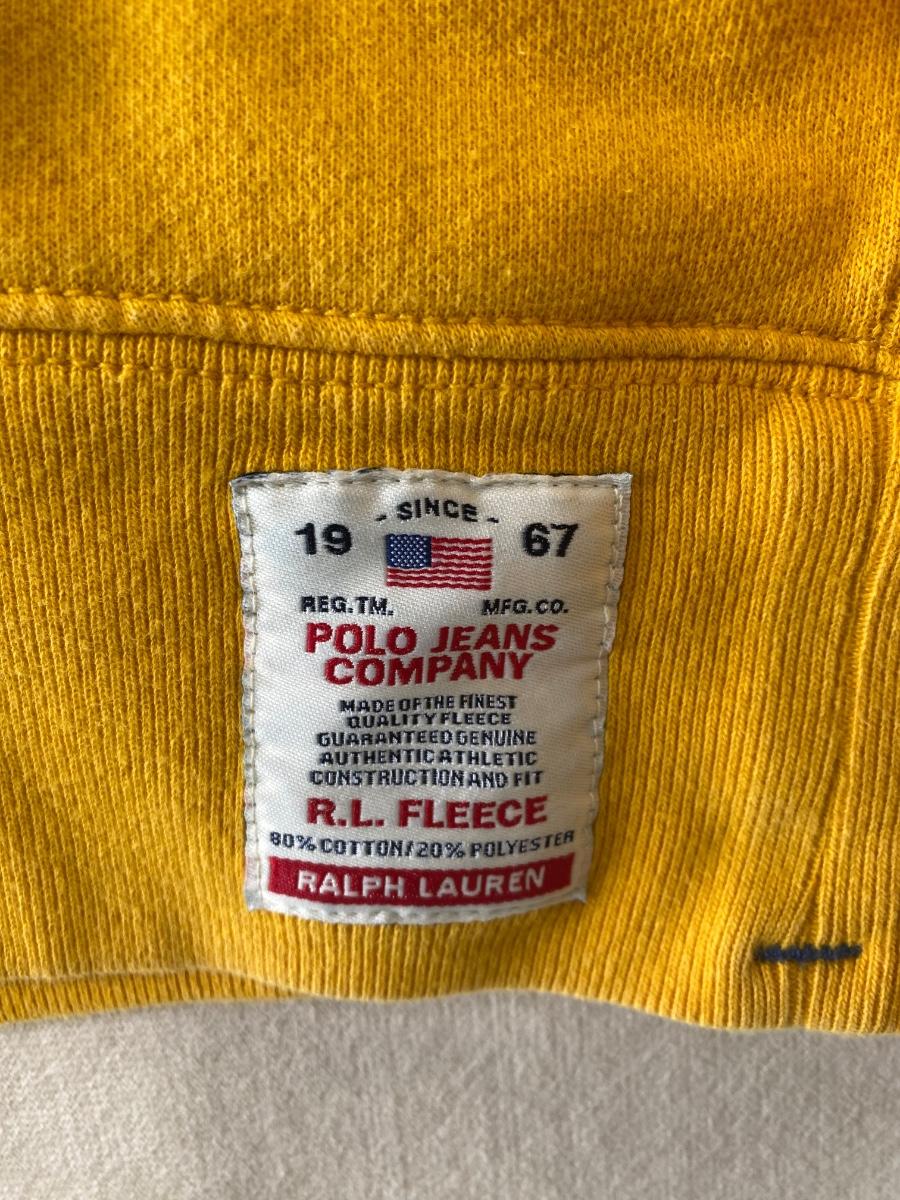 - SINCE -
19 67
REG.TM. MFG.CO.
POLO JEANS
COMPANY
MADE OF THE FINEST
QUALITY FLEECE
GUARANTEED GENUINE
AUTHENTIC ATHLETIC
CONSTRUCTION AND FIT
R.L. FLEECE
80% COTTON/20% POLYESTER
RALPH LAUREN